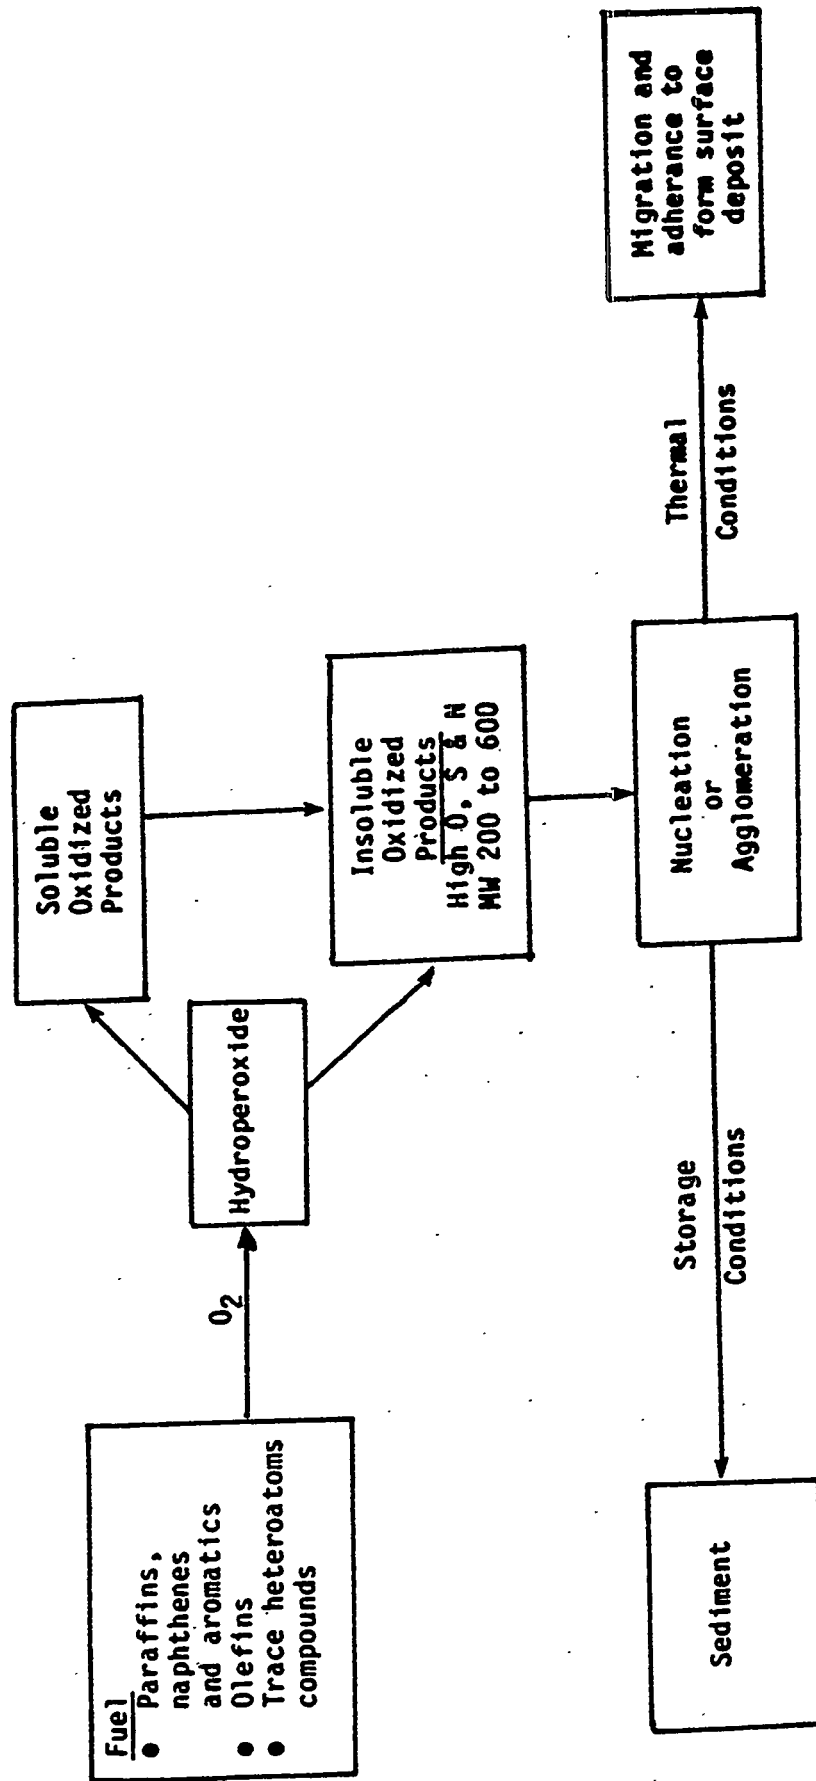 Fuel
● Paraffins,
naphthenes
and aromatics
● Olefins
● Trace heteroatoms
compounds
O2
Hydroperoxide
Soluble
Oxidized
Products
Insoluble
Oxidized
Products
High O, S & N
MW 200 to 600
Nucleation
or
Agglomeration
Storage
Conditions
Sediment
Thermal
Conditions
Migration and
adherance to
form surface
deposit